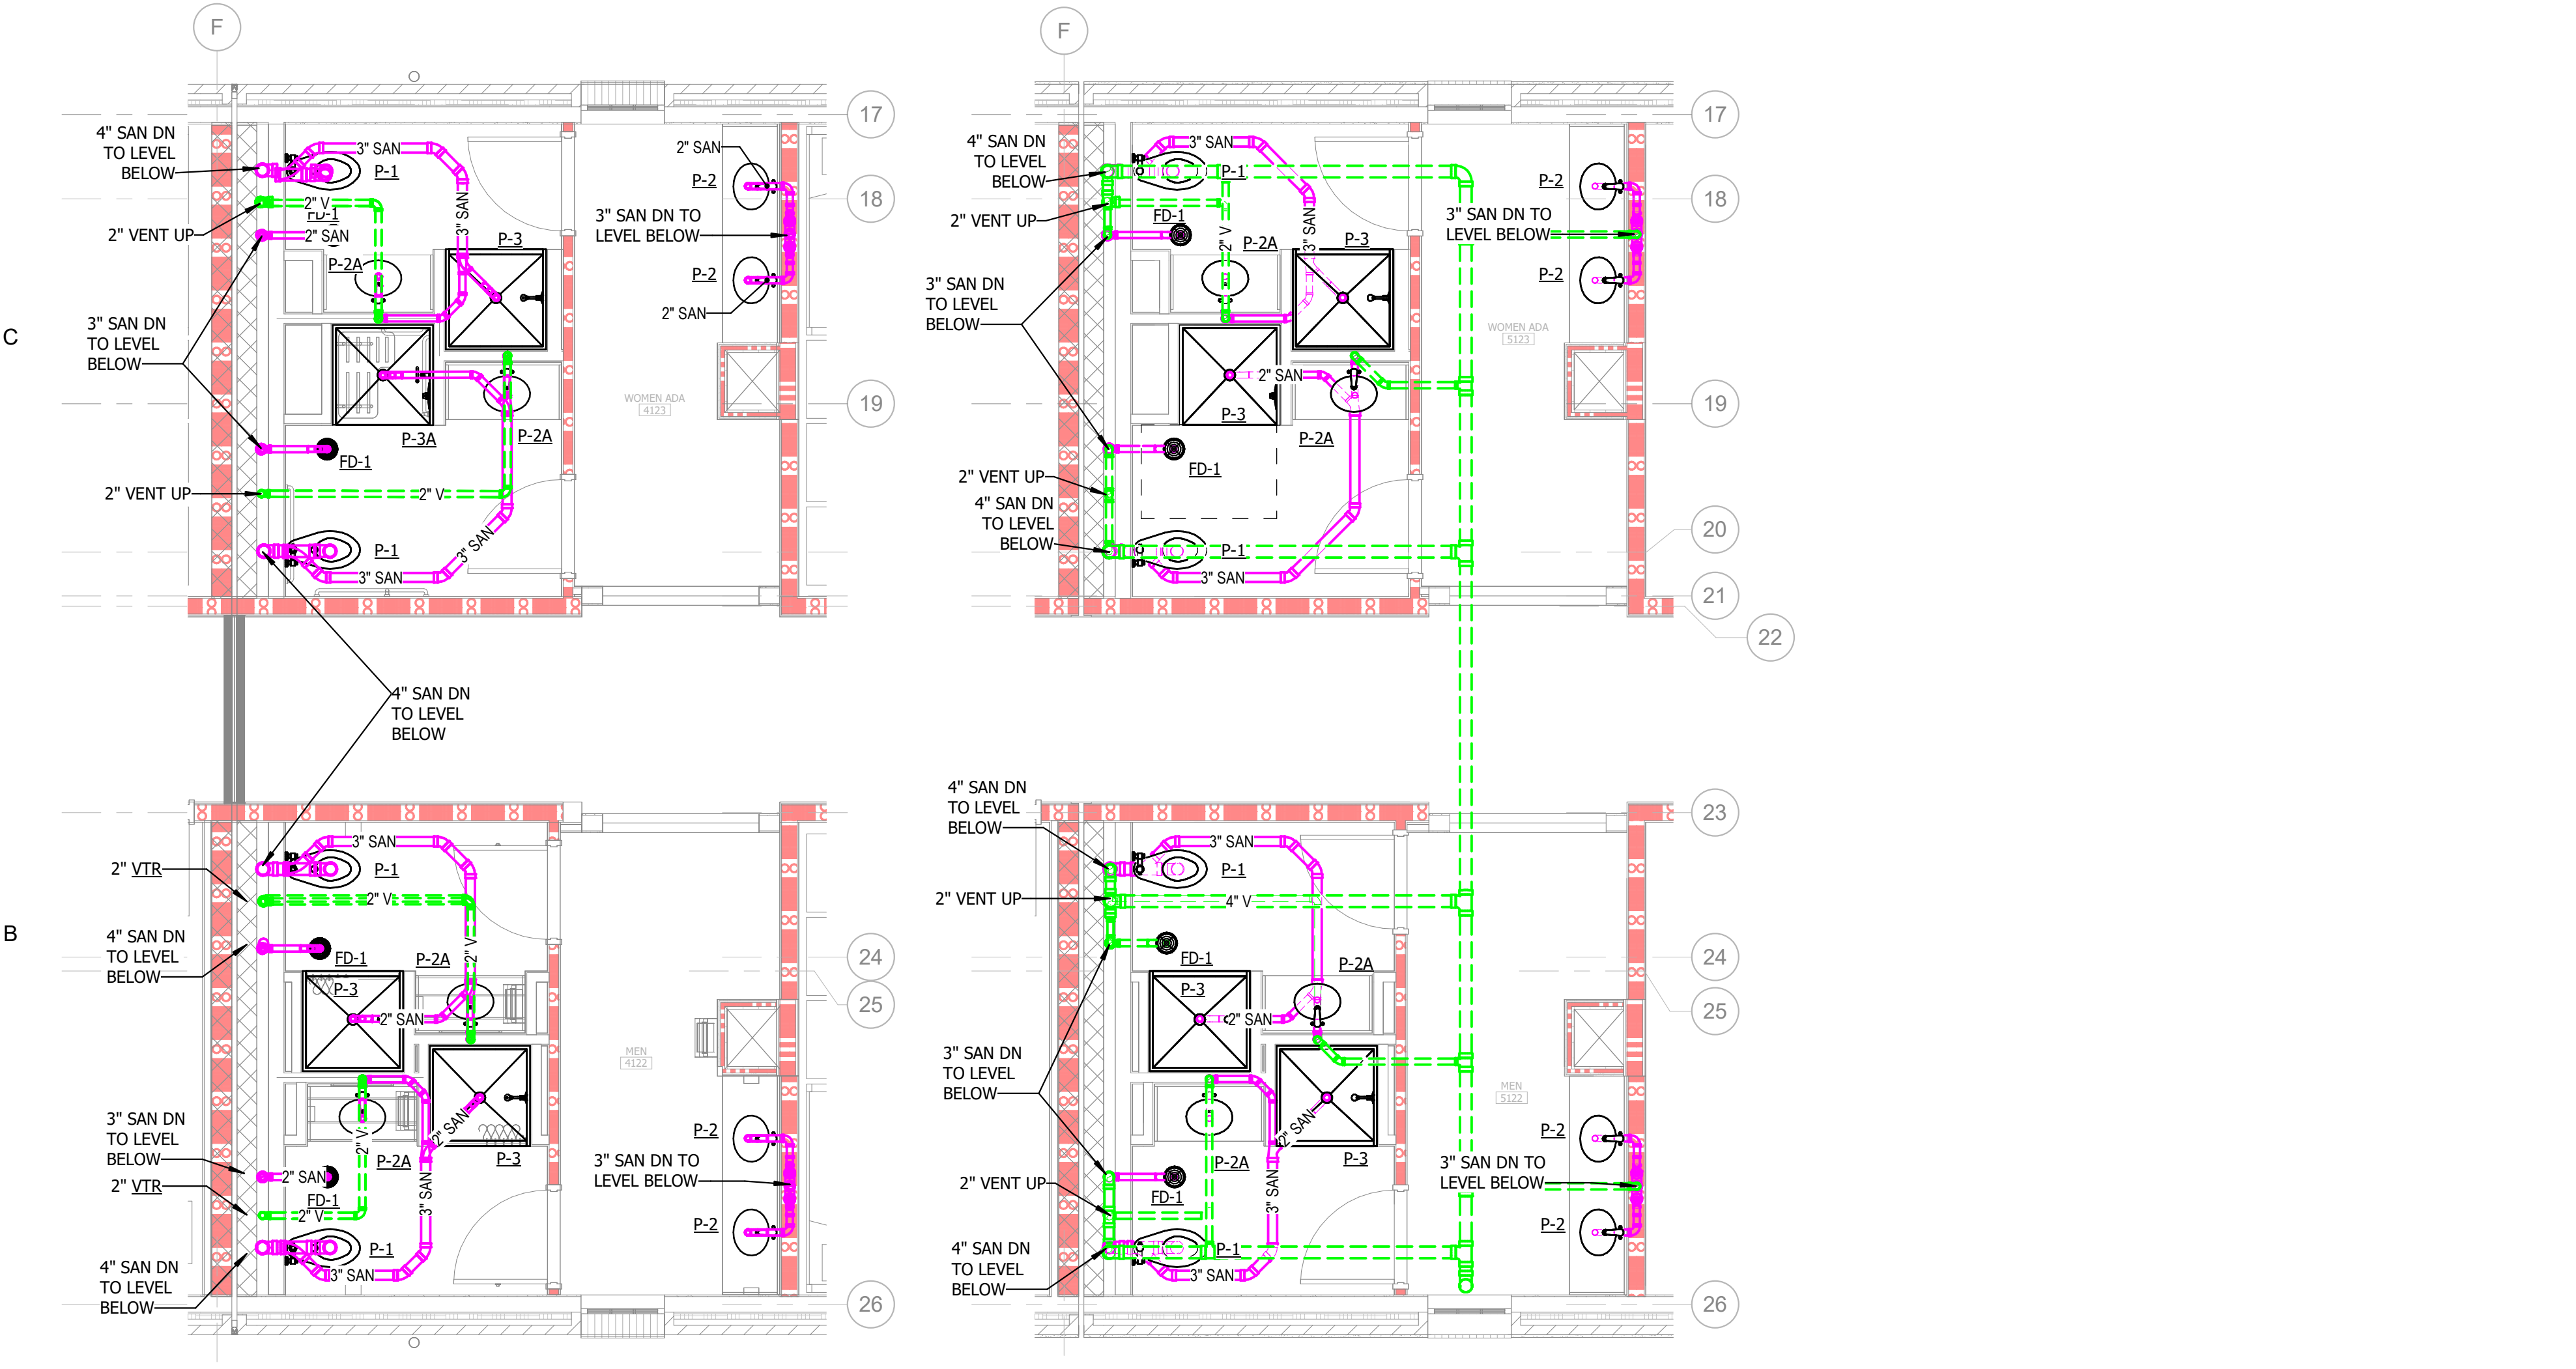 F
F
C
B
4" SAN DN
TO LEVEL
BELOW
2" VENT UP
3" SAN DN
TO LEVEL
BELOW
2" VENT UP
3" SAN
P-1
2" V
FD-1
2" SAN
3" SAN
P-2A
P-3
P-3A
P-2A
FD-1
2" V
P-1
3" SAN
3" SAN
2" SAN
P-2
3" SAN DN TO
LEVEL BELOW
P-2
2" SAN
WOMEN ADA
4123
17
18
19
4" SAN DN
TO LEVEL
BELOW
2" VTR
4" SAN DN
TO LEVEL
BELOW
3" SAN DN
TO LEVEL
BELOW
2" VTR
4" SAN DN
TO LEVEL
BELOW
3" SAN
P-1
2" V
2" V
FD-1
P-2A
P-3
2" SAN
2" SAN
2" V
P-2A
P-3
2" SAN
FD-1
2" V
3" SAN
P-1
3" SAN
MEN
4122
P-2
3" SAN DN TO
LEVEL BELOW
P-2
24
25
26
4" SAN DN
TO LEVEL
BELOW
2" VENT UP
3" SAN DN
TO LEVEL
BELOW
2" VENT UP
4" SAN DN
TO LEVEL
BELOW
3" SAN
P-1
FD-1
2" V
3" SAN
P-2A
P-3
2" SAN
P-3
P-2A
FD-1
P-1
3" SAN
P-2
3" SAN DN TO
LEVEL BELOW
P-2
WOMEN ADA
5123
17
18
19
20
21
22
4" SAN DN
TO LEVEL
BELOW
2" VENT UP
3" SAN DN
TO LEVEL
BELOW
2" VENT UP
4" SAN DN
TO LEVEL
BELOW
3" SAN
P-1
4" V
FD-1
P-2A
P-3
2" SAN
2" SAN
P-2A
P-3
FD-1
3" SAN
P-1
3" SAN
MEN
5122
P-2
3" SAN DN TO
LEVEL BELOW
P-2
23
24
25
26